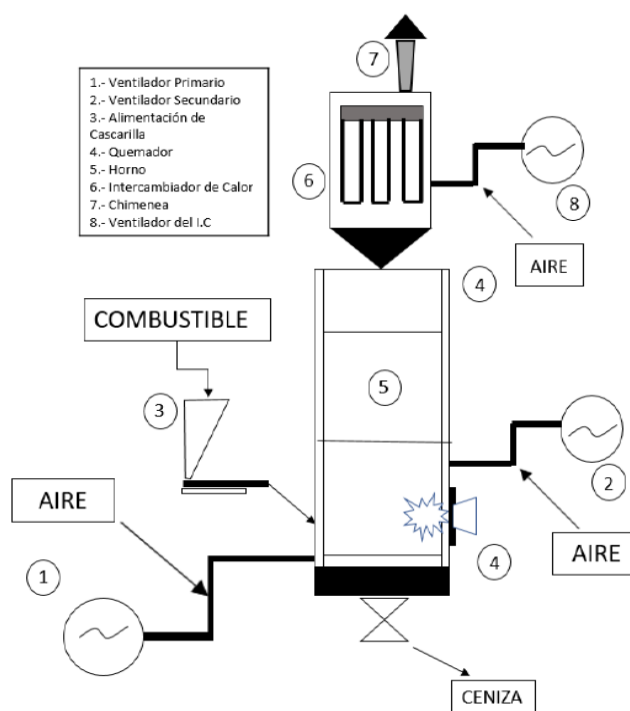 7
1.- Ventilador Primario
2.- Ventilador Secundario
3.- Alimentación de
Cascarilla
4.- Quemador
5.- Horno
6.- Intercambiador de Calor
7.- Chimenea
8.- Ventilador del I.C
6
8
AIRE
4
COMBUSTIBLE
5
3
2
AIRE
AIRE
4
1
CENIZA